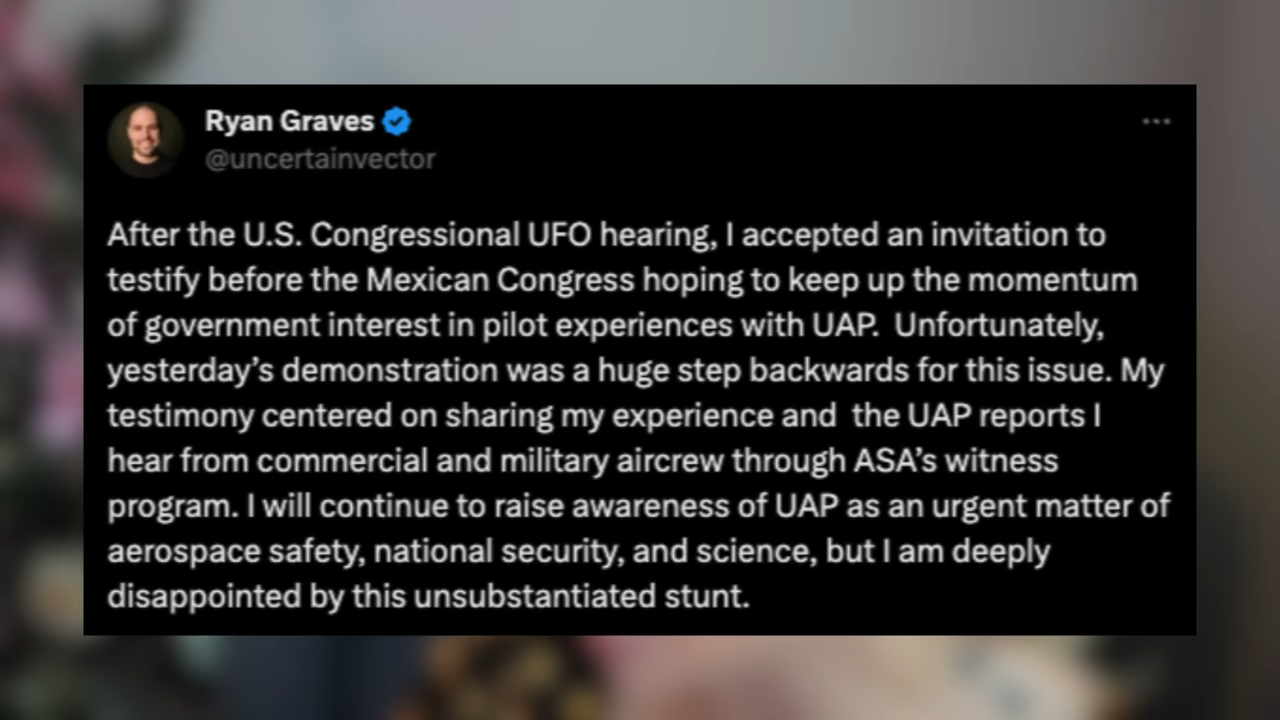 Ryan Graves
@uncertainvector
After the U.S. Congressional UFO hearing, I accepted an invitation to
testify before the Mexican Congress hoping to keep up the momentum
of government interest in pilot experiences with UAP.  Unfortunately,
yesterday’s demonstration was a huge step backwards for this issue. My
testimony centered on sharing my experience and  the UAP reports I
hear from commercial and military aircrew through ASA’s witness
program. I will continue to raise awareness of UAP as an urgent matter of
aerospace safety, national security, and science, but I am deeply
disappointed by this unsubstantiated stunt.